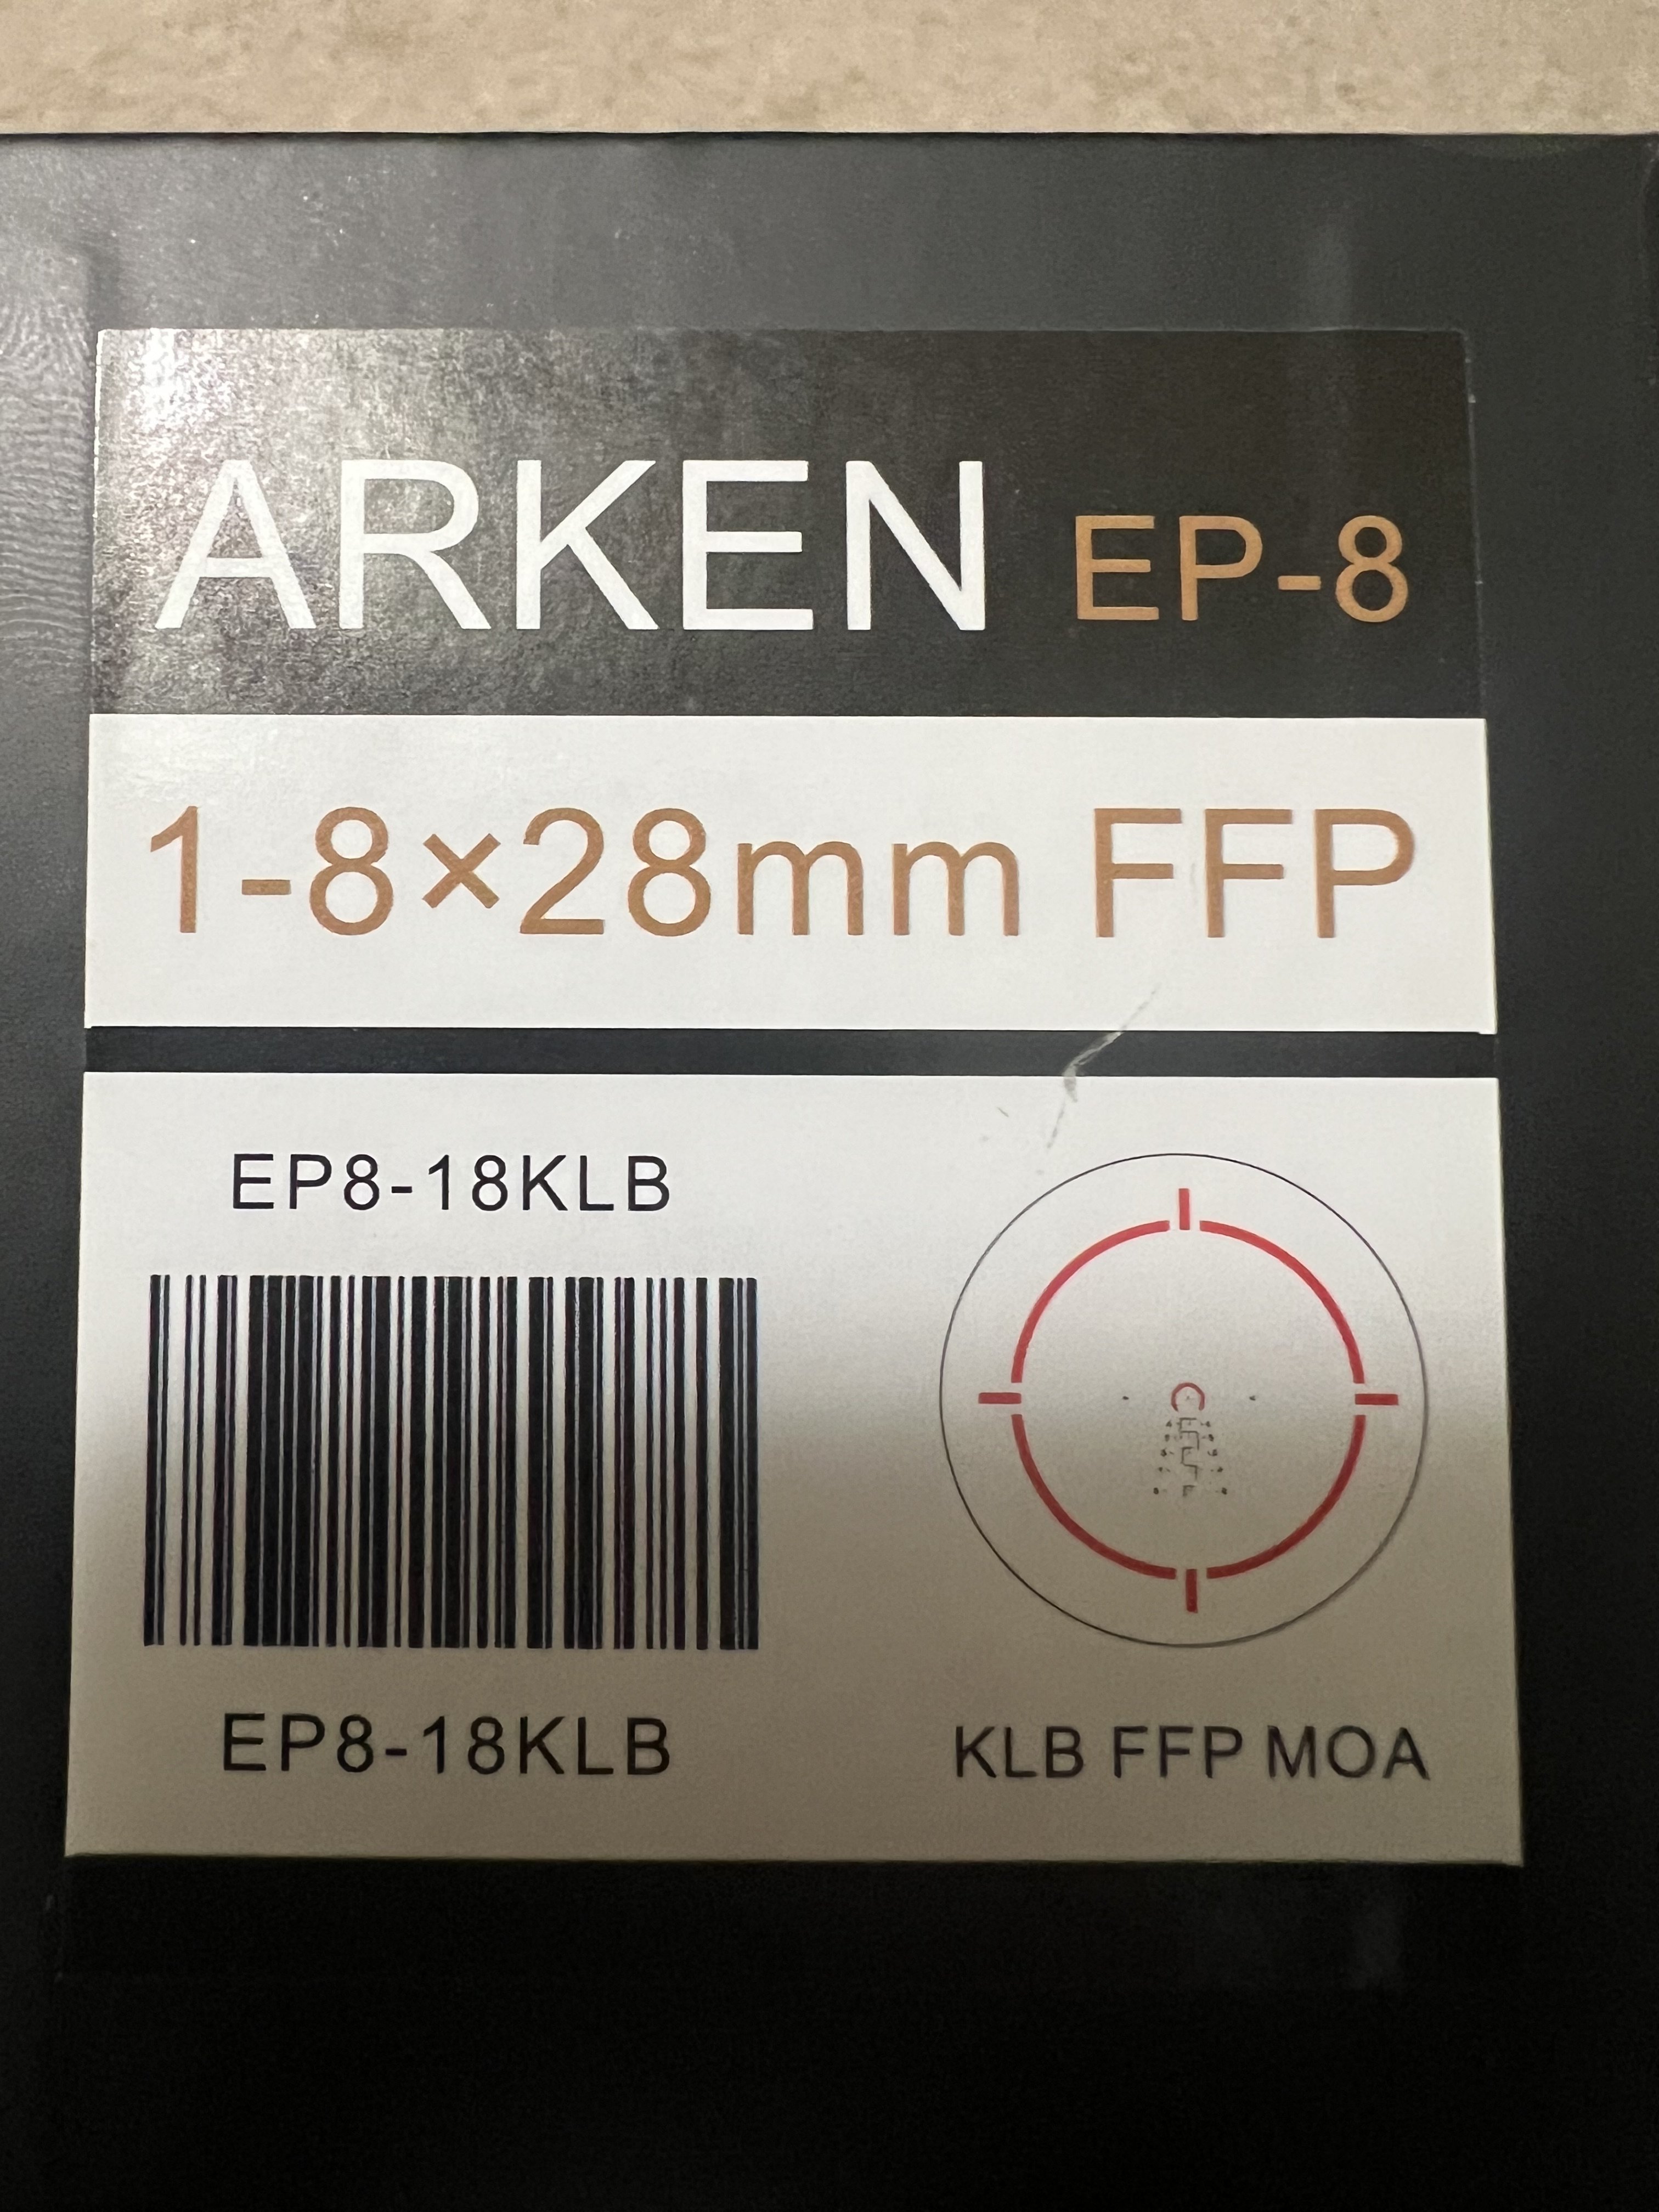 ARKEN EP-8
1-8×28mm FFP
EP8-18KLB
EP8-18KLB
KLB FFP MOA